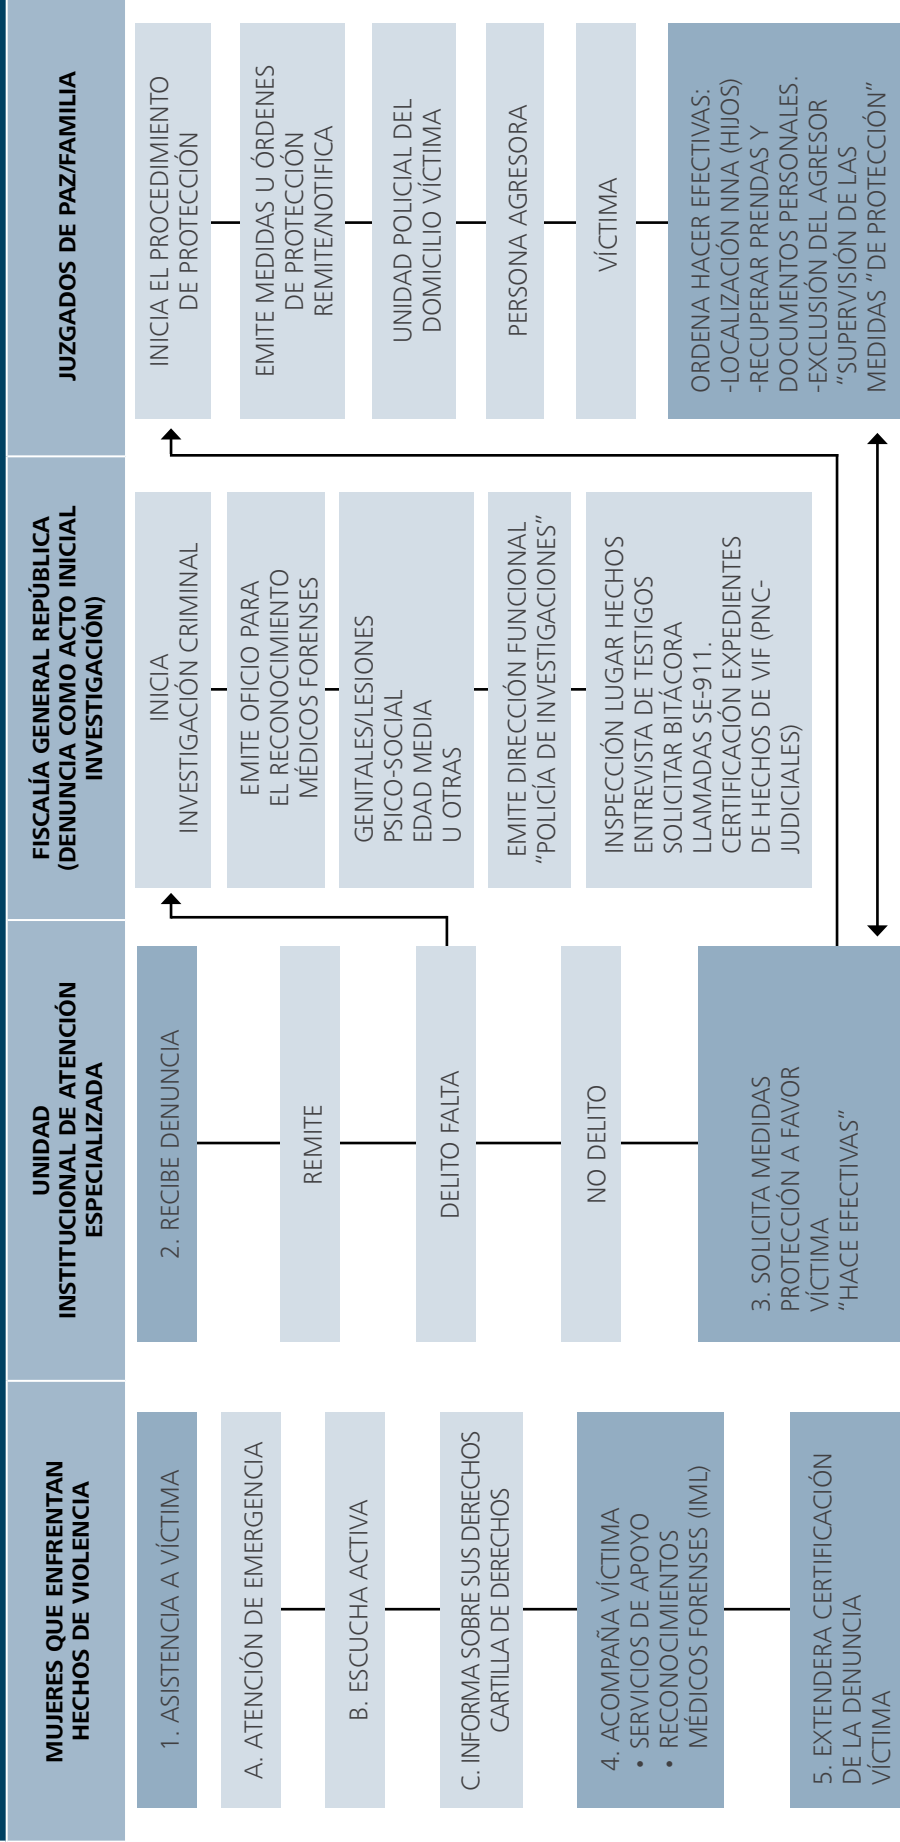 MUJERES QUE ENFRENTAN
HECHOS DE VIOLENCIA
1. ASISTENCIA A VÍCTIMA
A. ATENCIÓN DE EMERGENCIA
B. ESCUCHA ACTIVA
C. INFORMA SOBRE SUS DERECHOS
CARTILLA DE DERECHOS
4. ACOMPAÑA VÍCTIMA
• SERVICIOS DE APOYO
• RECONOCIMIENTOS
MÉDICOS FORENSES (IML)
5. EXTENDERA CERTIFICACIÓN
DE LA DENUNCIA
VÍCTIMA
UNIDAD
INSTITUCIONAL DE ATENCIÓN
ESPECIALIZADA
2. RECIBE DENUNCIA
REMITE
DELITO FALTA
NO DELITO
3. SOLICITA MEDIDAS
PROTECCIÓN A FAVOR
VÍCTIMA
“HACE EFECTIVAS”
FISCALÍA GENERAL REPÚBLICA
(DENUNCIA COMO ACTO INICIAL
INVESTIGACIÓN)
INICIA
INVESTIGACIÓN CRIMINAL
EMITE OFICIO PARA
EL RECONOCIMIENTO
MÉDICOS FORENSES
GENITALES/LESIONES
PSICO-SOCIAL
EDAD MEDIA
U OTRAS
EMITE DIRECCIÓN FUNCIONAL
“POLICÍA DE INVESTIGACIONES”
INSPECCIÓN LUGAR HECHOS
ENTREVISTA DE TESTIGOS
SOLICITAR BITÁCORA
LLAMADAS SE-911.
CERTIFICACIÓN EXPEDIENTES
DE HECHOS DE VIF (PNC-
JUDICIALES)
JUZGADOS DE PAZ/FAMILIA
INICIA EL PROCEDIMIENTO
DE PROTECCIÓN
EMITE MEDIDAS U ÓRDENES
DE PROTECCIÓN
REMITE/NOTIFICA
UNIDAD POLICIAL DEL
DOMICILIO VÍCTIMA
PERSONA AGRESORA
VÍCTIMA
ORDENA HACER EFECTIVAS:
-LOCALIZACIÓN NNA (HIJOS)
-RECUPERAR PRENDAS Y
DOCUMENTOS PERSONALES.
-EXCLUSIÓN DEL AGRESOR
“SUPERVISIÓN DE LAS
MEDIDAS “DE PROTECCIÓN”